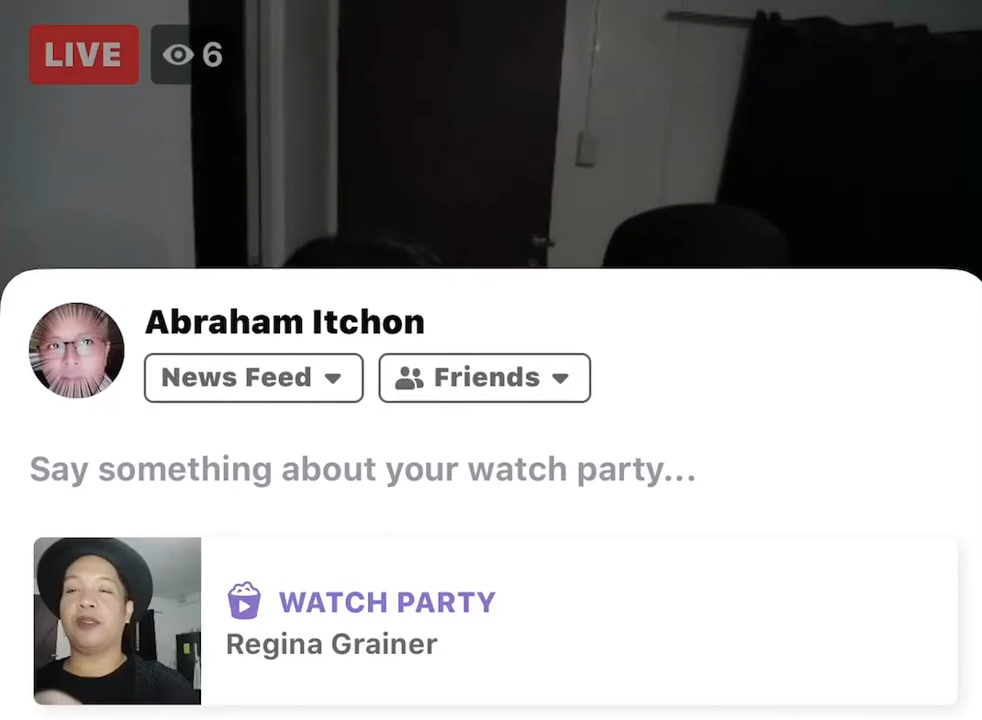 LIVE 6
Abraham Itchon
News Feed Friends
Say something about your watch party...
WATCH PARTY
Regina Grainer